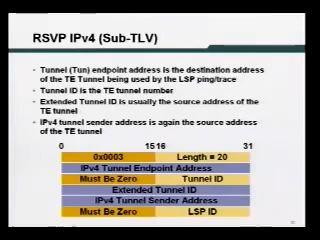 RSVP IPv4 (Sub-TLV)
• Tunnel (Tun) endpoint address is the destination address
of the TE Tunnel being used by the LSP ping/trace
• Tunnel ID is the TE tunnel number
• Extended Tunnel ID is usually the source address of the
TE tunnel
• IPv4 tunnel sender address is again the source address
of the TE tunnel
0 15 16 31
0x0003 Length = 20
IPv4 Tunnel Endpoint Address
Must Be Zero Tunnel ID
Extended Tunnel ID
IPv4 Tunnel Sender Address
Must Be Zero LSP ID